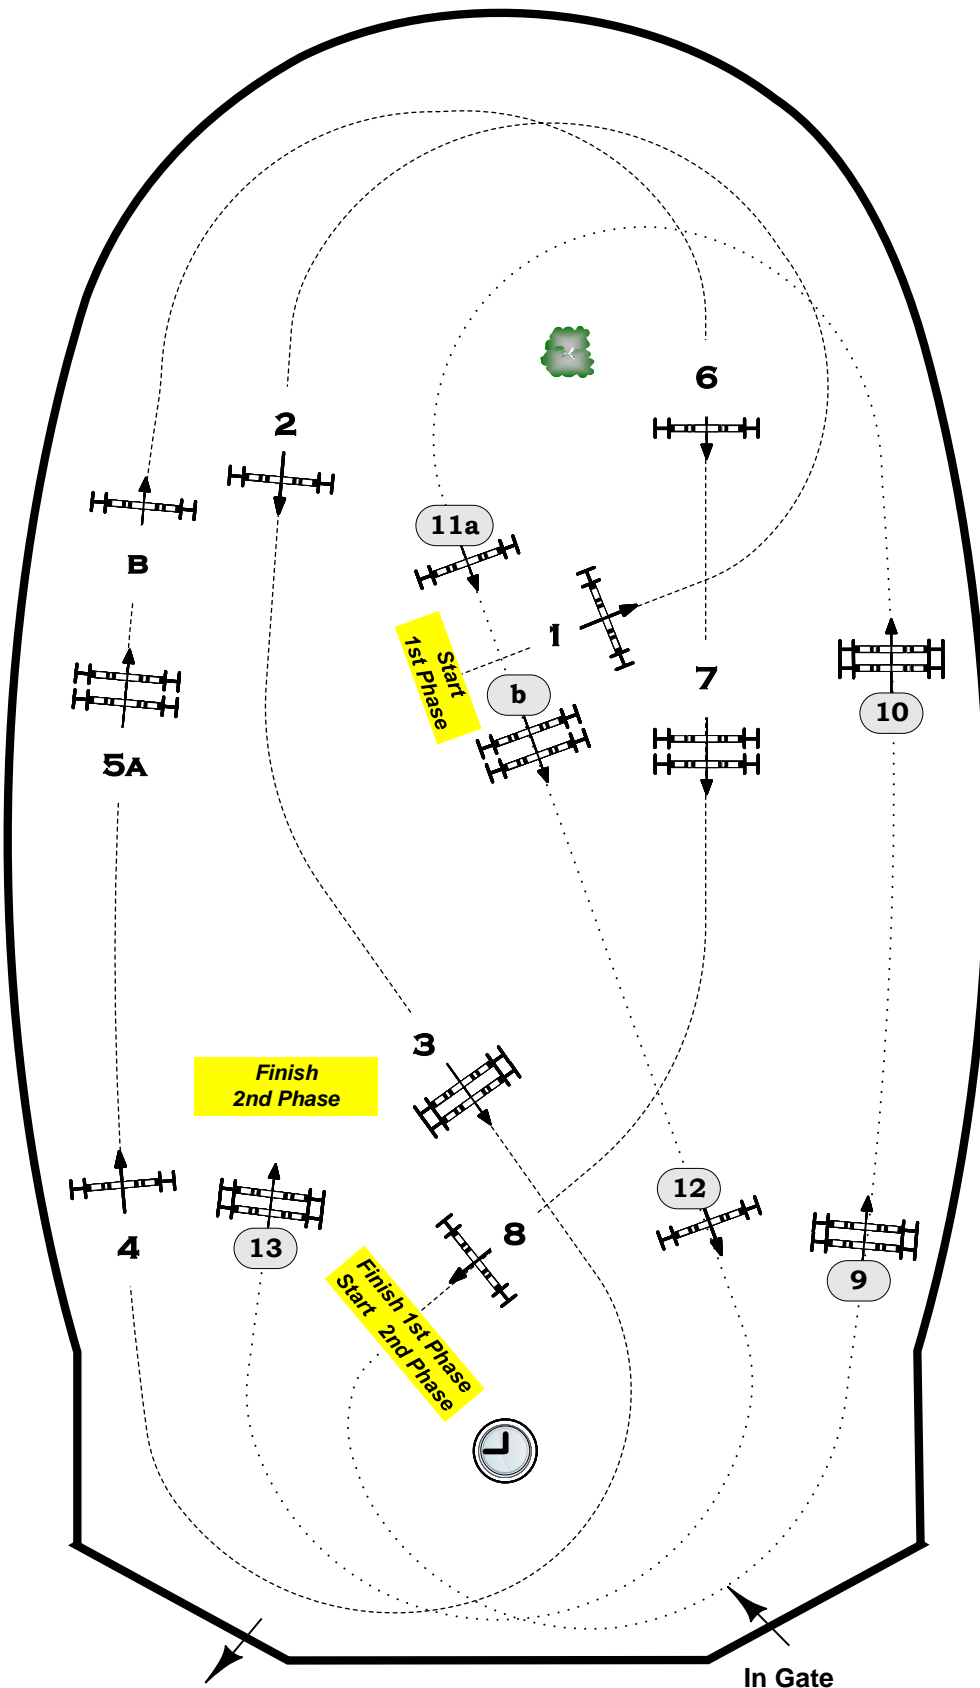 6
2
11a
B
1
Start
1st Phase
7
b
10
5A
3
Finish
2nd Phase
12
4
13
8
9
Finish 1st Phase
Start 2nd Phase
In Gate